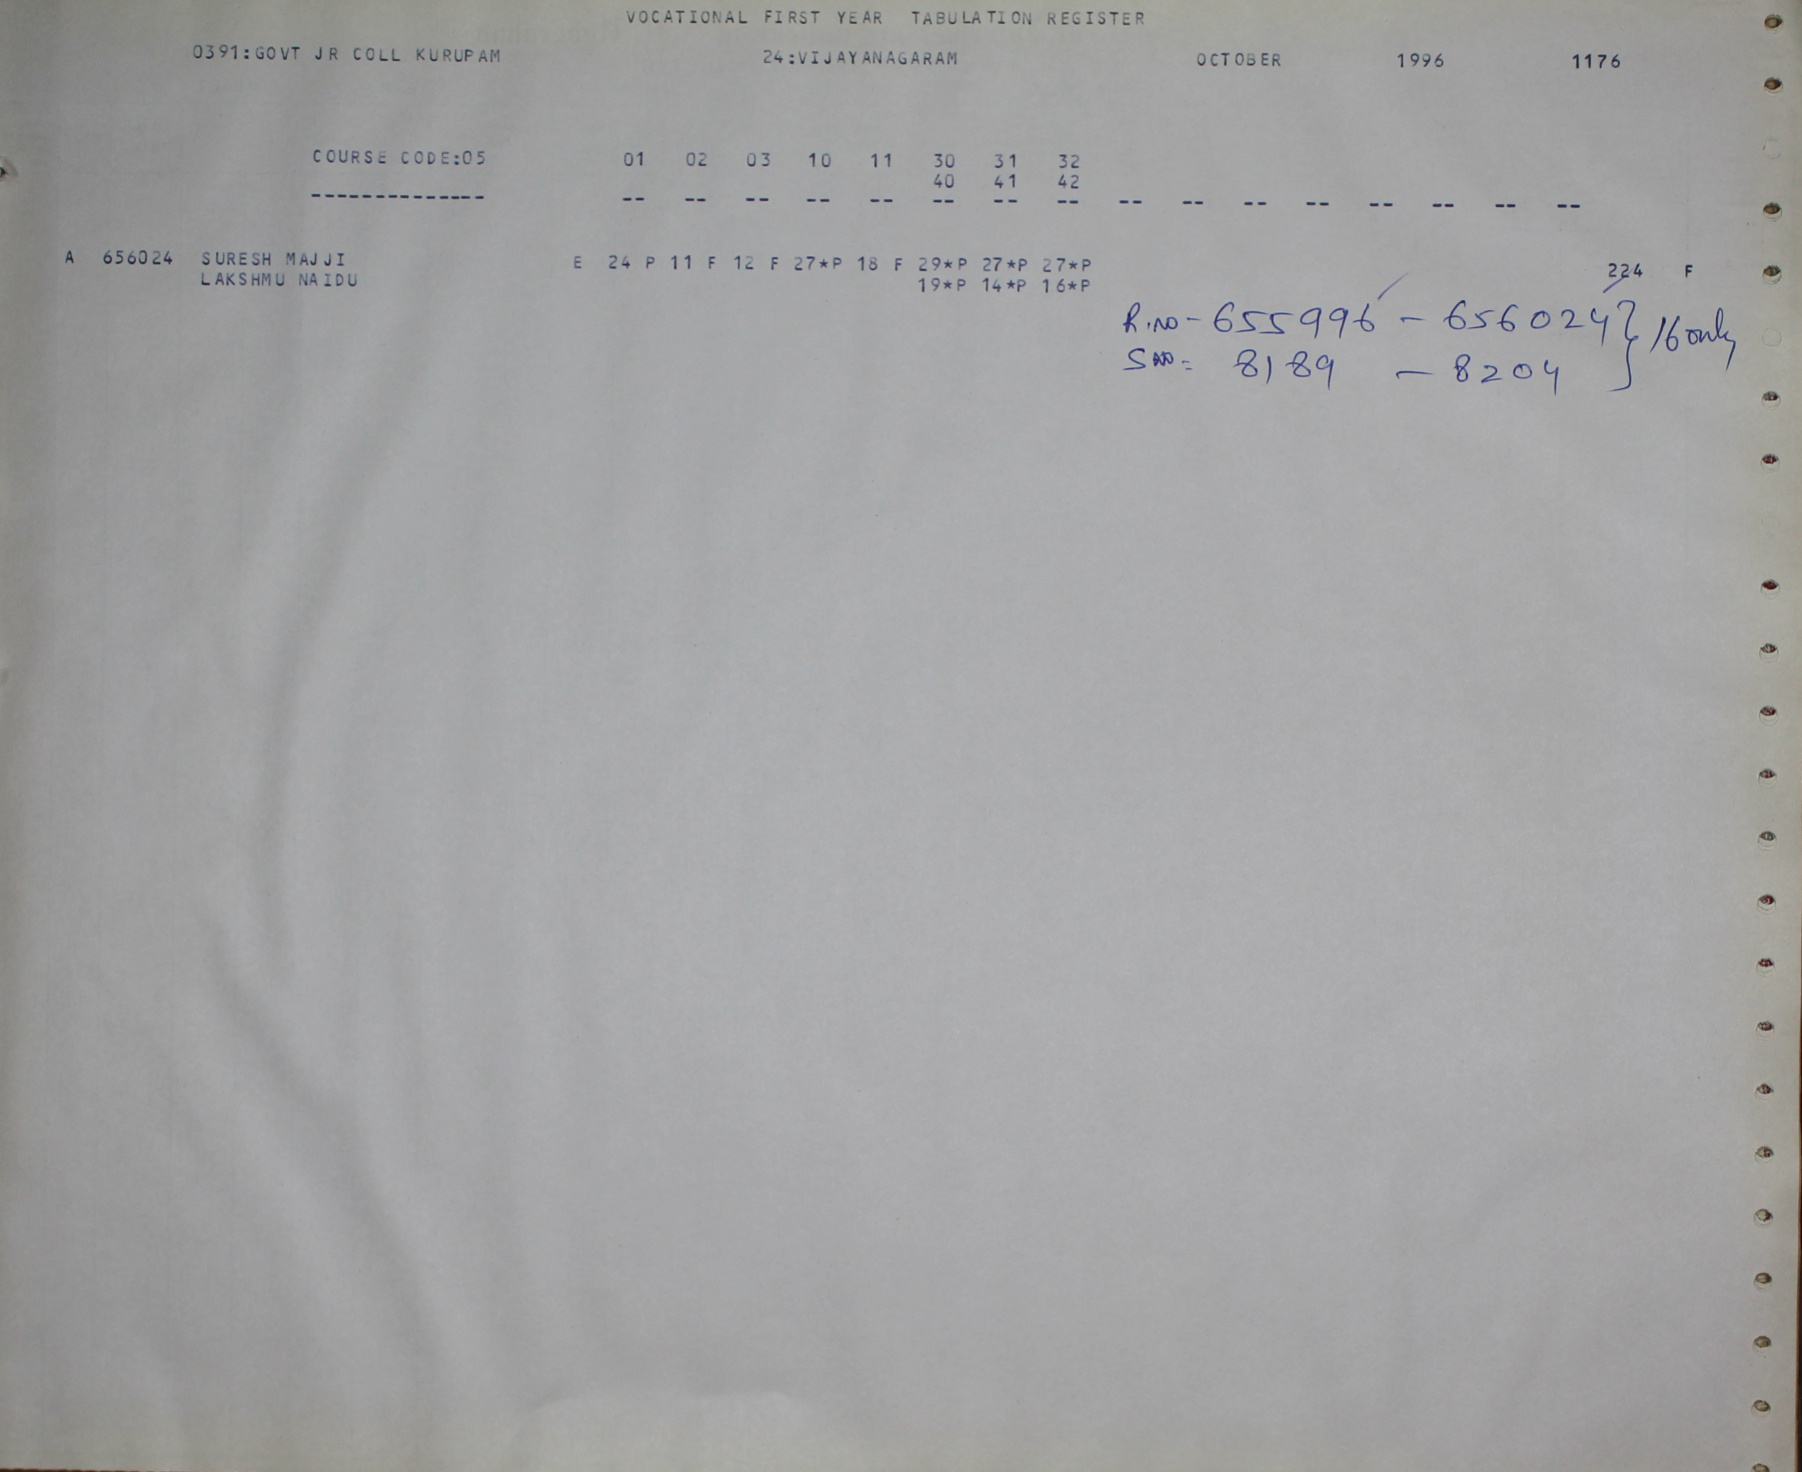 VOCATIONAL FIRST YEAR TABULATION REGISTER
0391:GOVT JR COLL KURUPAM 24:VIJAYANAGARAM OCTOBER 1996 1176
COURSE CODE:05 01 02 03 10 11 30 31 32
40 41 42
-------------- -- -- -- -- -- -- -- -- -- -- -- -- -- -- -- --
A 656024 SURESH MAJJI E 24 P 11 F 12 F 27*P 18 F 29*P 27*P 27*P 224 F
LAKSHMU NAIDU 19*P 14*P 16*P
R.NO - 655996 - 656024 } 16 only
SNO = 8189 - 8204